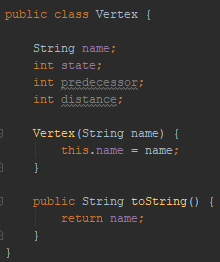 public class Vertex {
String name;
int state;
int predecessor;
int distance;
Vertex(String name) {
this.name = name;
}
public String toString() {
return name;
}
}